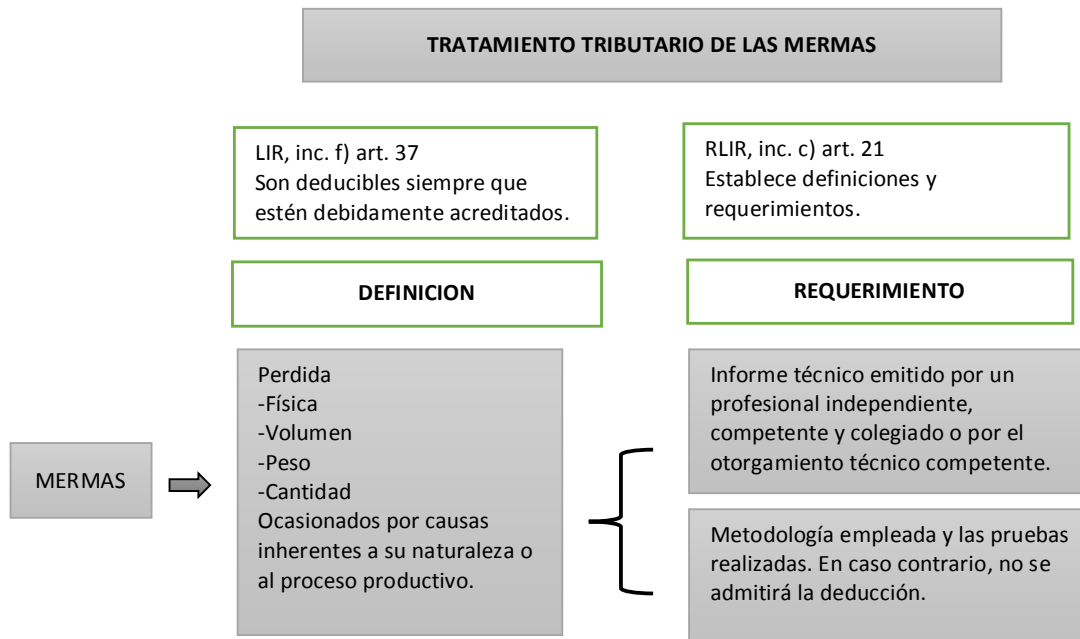 TRATAMIENTO TRIBUTARIO DE LAS MERMAS
LIR, inc. f) art. 37
Son deducibles siempre que
estén debidamente acreditados.
RLIR, inc. c) art. 21
Establece definiciones y
requerimientos.
DEFINICION
REQUERIMIENTO
MERMAS
Perdida
-Física
-Volumen
-Peso
-Cantidad
Ocasionados por causas
inherentes a su naturaleza o
al proceso productivo.
Informe técnico emitido por un
profesional independiente,
competente y colegiado o por el
otorgamiento técnico competente.
Metodología empleada y las pruebas
realizadas. En caso contrario, no se
admitirá la deducción.